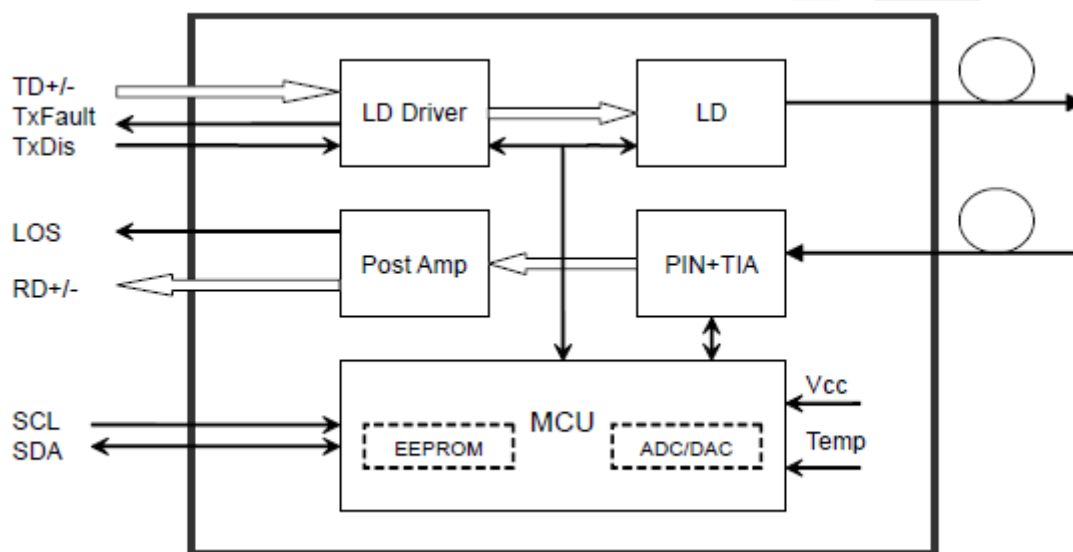 TD+/-
TxFault
TxDis
LD Driver
LD
LOS
RD+/-
Post Amp
PIN+TIA
SCL
SDA
MCU
EEPROM
ADC/DAC
Vcc
Temp